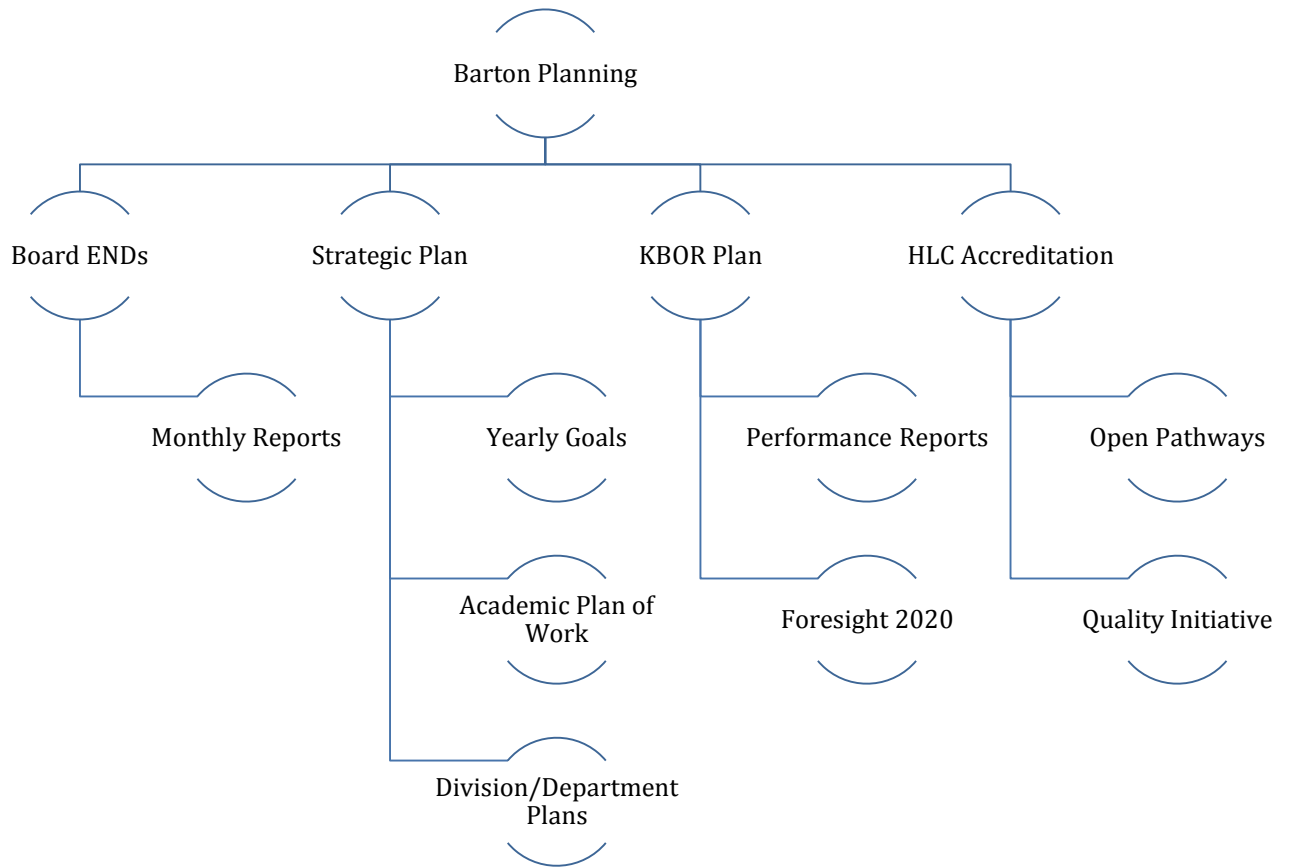 Barton Planning
Board ENDs
Strategic Plan
KBOR Plan
HLC Accreditation
Monthly Reports
Yearly Goals
Performance Reports
Open Pathways
Academic Plan of
Work
Foresight 2020
Quality Initiative
Division/Department
Plans